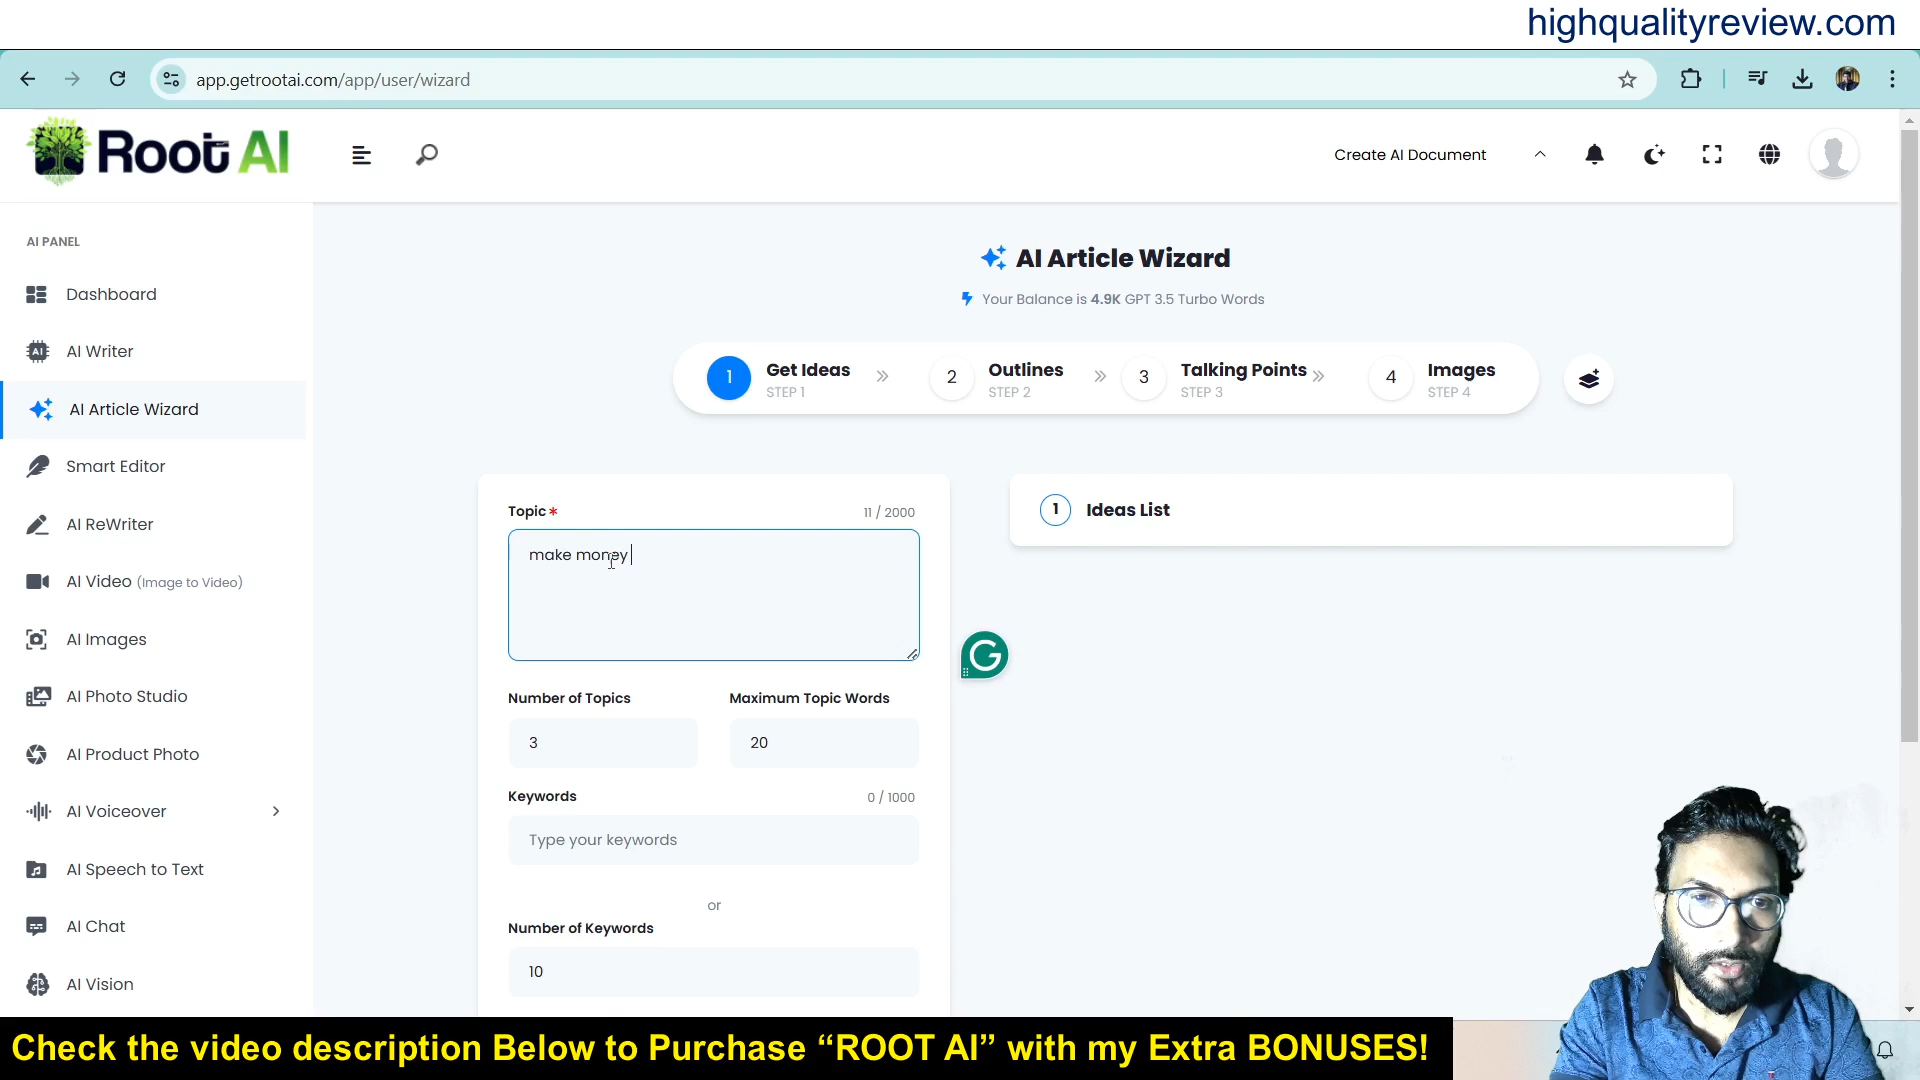 highqualityreview.com
app.getrootai.com/app/user/wizard
Root AI
Create AI Document
AI PANEL
Dashboard
AI Writer
AI Article Wizard
Smart Editor
AI ReWriter
AI Video (Image to Video)
AI Images
AI Photo Studio
AI Product Photo
AI Voiceover
AI Speech to Text
AI Chat
AI Vision
AI Article Wizard
Your Balance is 4.9K GPT 3.5 Turbo Words
1 Get Ideas STEP 1
2 Outlines STEP 2
3 Talking Points STEP 3
4 Images STEP 4
Topic * 11 / 2000
make money
Number of Topics Maximum Topic Words
3 20
Keywords 0 / 1000
Type your keywords
or
Number of Keywords
10
1 Ideas List
G
Check the video description Below to Purchase “ROOT AI” with my Extra BONUSES!